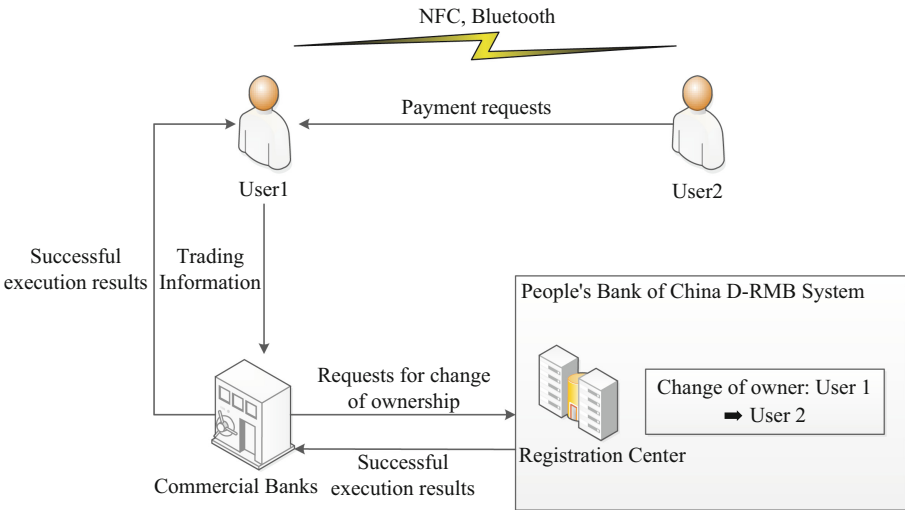 NFC, Bluetooth
Payment requests
User1
User2
Successful
execution results
Trading
Information
People's Bank of China D-RMB System
Requests for change
of ownership
Change of owner: User 1
➡ User 2
Registration Center
Successful
execution results
Commercial Banks